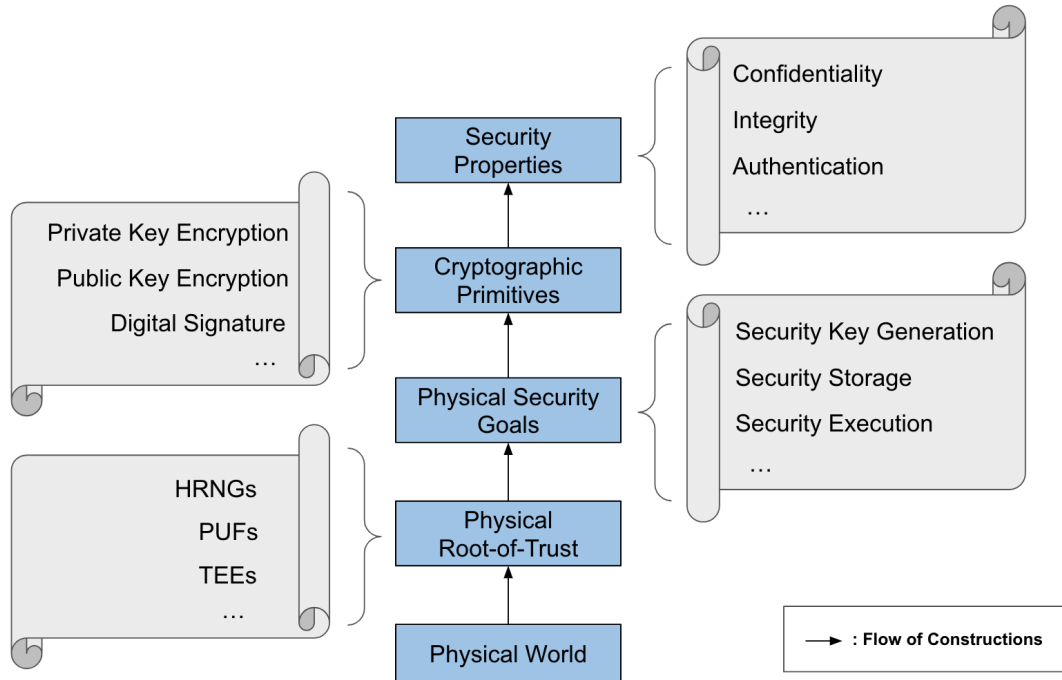 Confidentiality
Integrity
Authentication
…
Security
Properties
Private Key Encryption
Public Key Encryption
Digital Signature
…
Cryptographic
Primitives
Security Key Generation
Security Storage
Security Execution
…
Physical Security
Goals
HRNGs
PUFs
TEEs
…
Physical
Root-of-Trust
Physical World
: Flow of Constructions